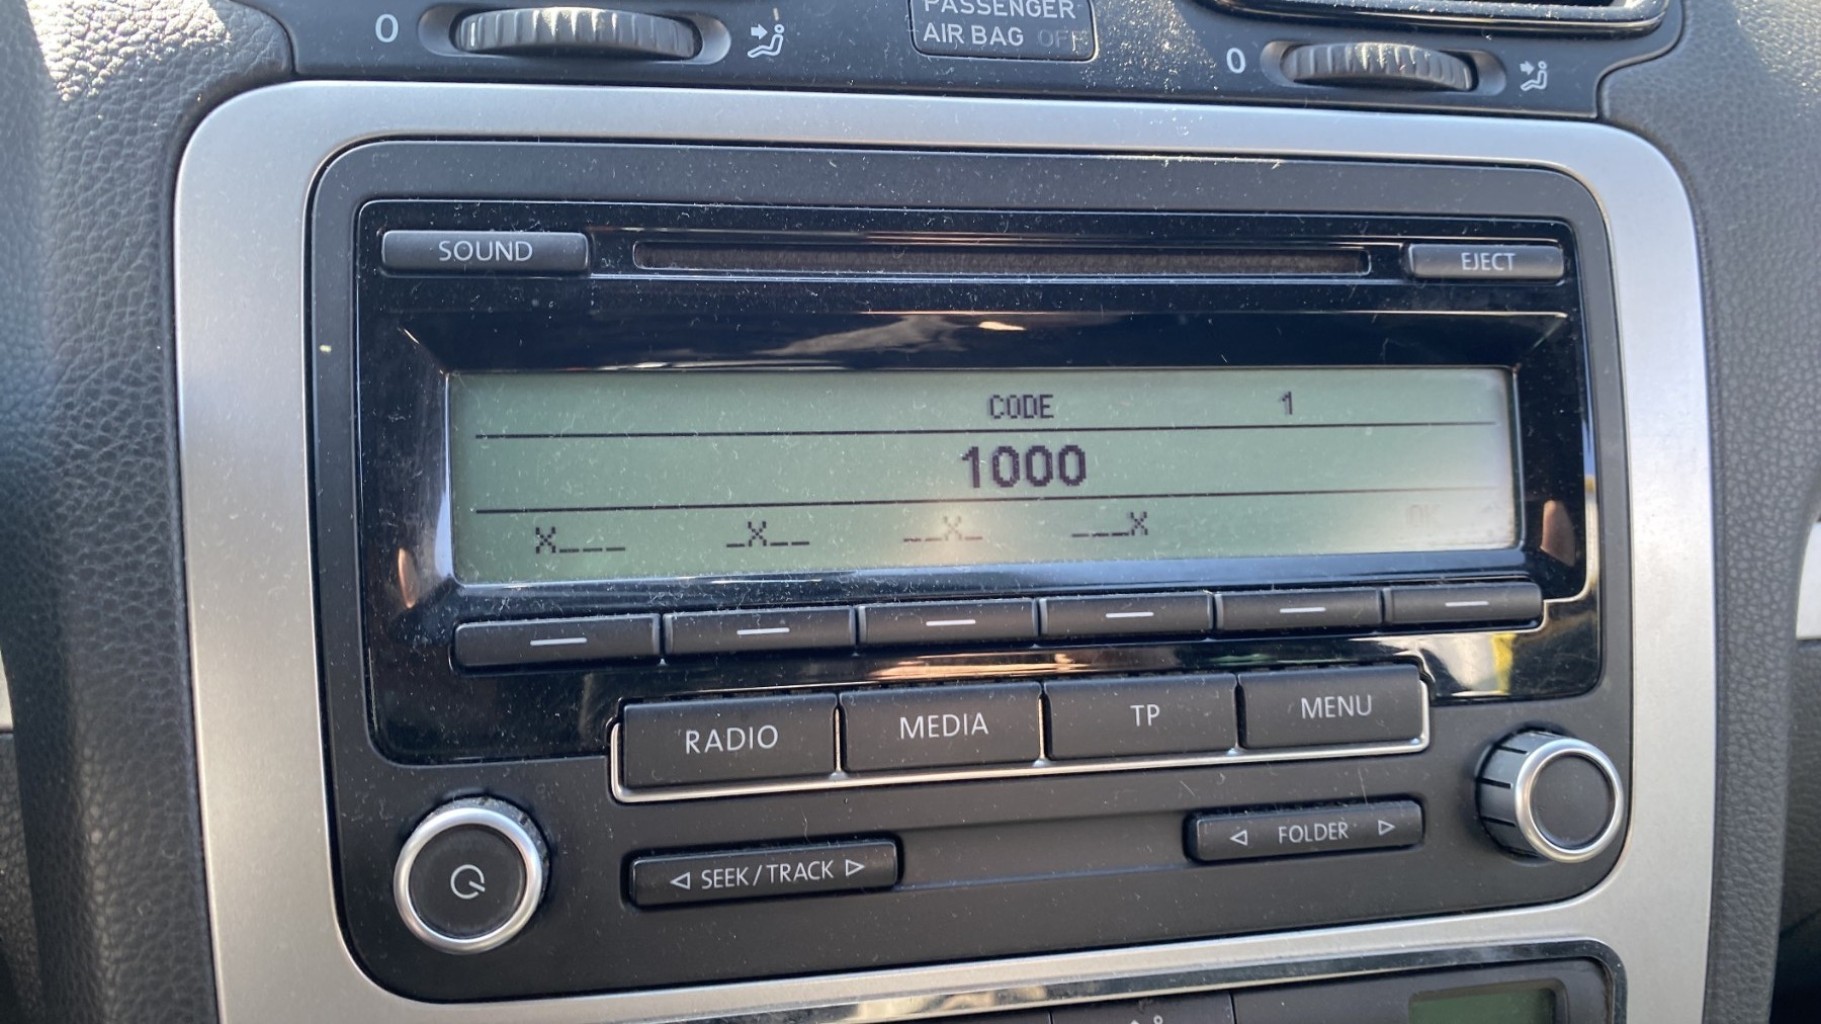 0
PASSENGER
AIR BAG OFF
0
SOUND
EJECT
CODE 1
1000
X___ _X__ __X_ ___X OK
RADIO MEDIA TP MENU
SEEK/TRACK
FOLDER